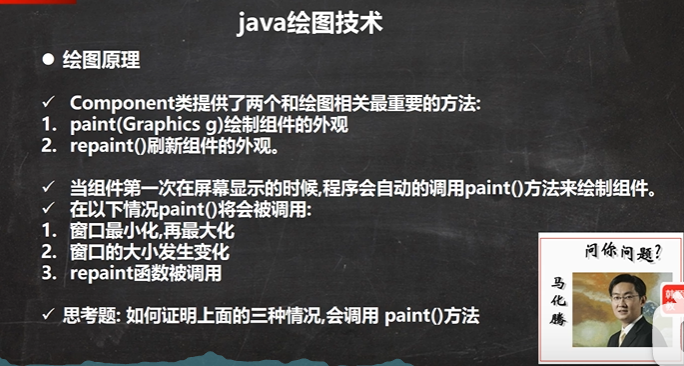 java绘图技术
● 绘图原理
✓ Component类提供了两个和绘图相关最重要的方法:
1. paint(Graphics g)绘制组件的外观
2. repaint()刷新组件的外观。
✓ 当组件第一次在屏幕显示的时候,程序会自动的调用paint()方法来绘制组件。
✓ 在以下情况paint()将会被调用:
1. 窗口最小化,再最大化
2. 窗口的大小发生变化
3. repaint函数被调用
✓ 思考题: 如何证明上面的三种情况,会调用 paint()方法
问你问题?
马化腾